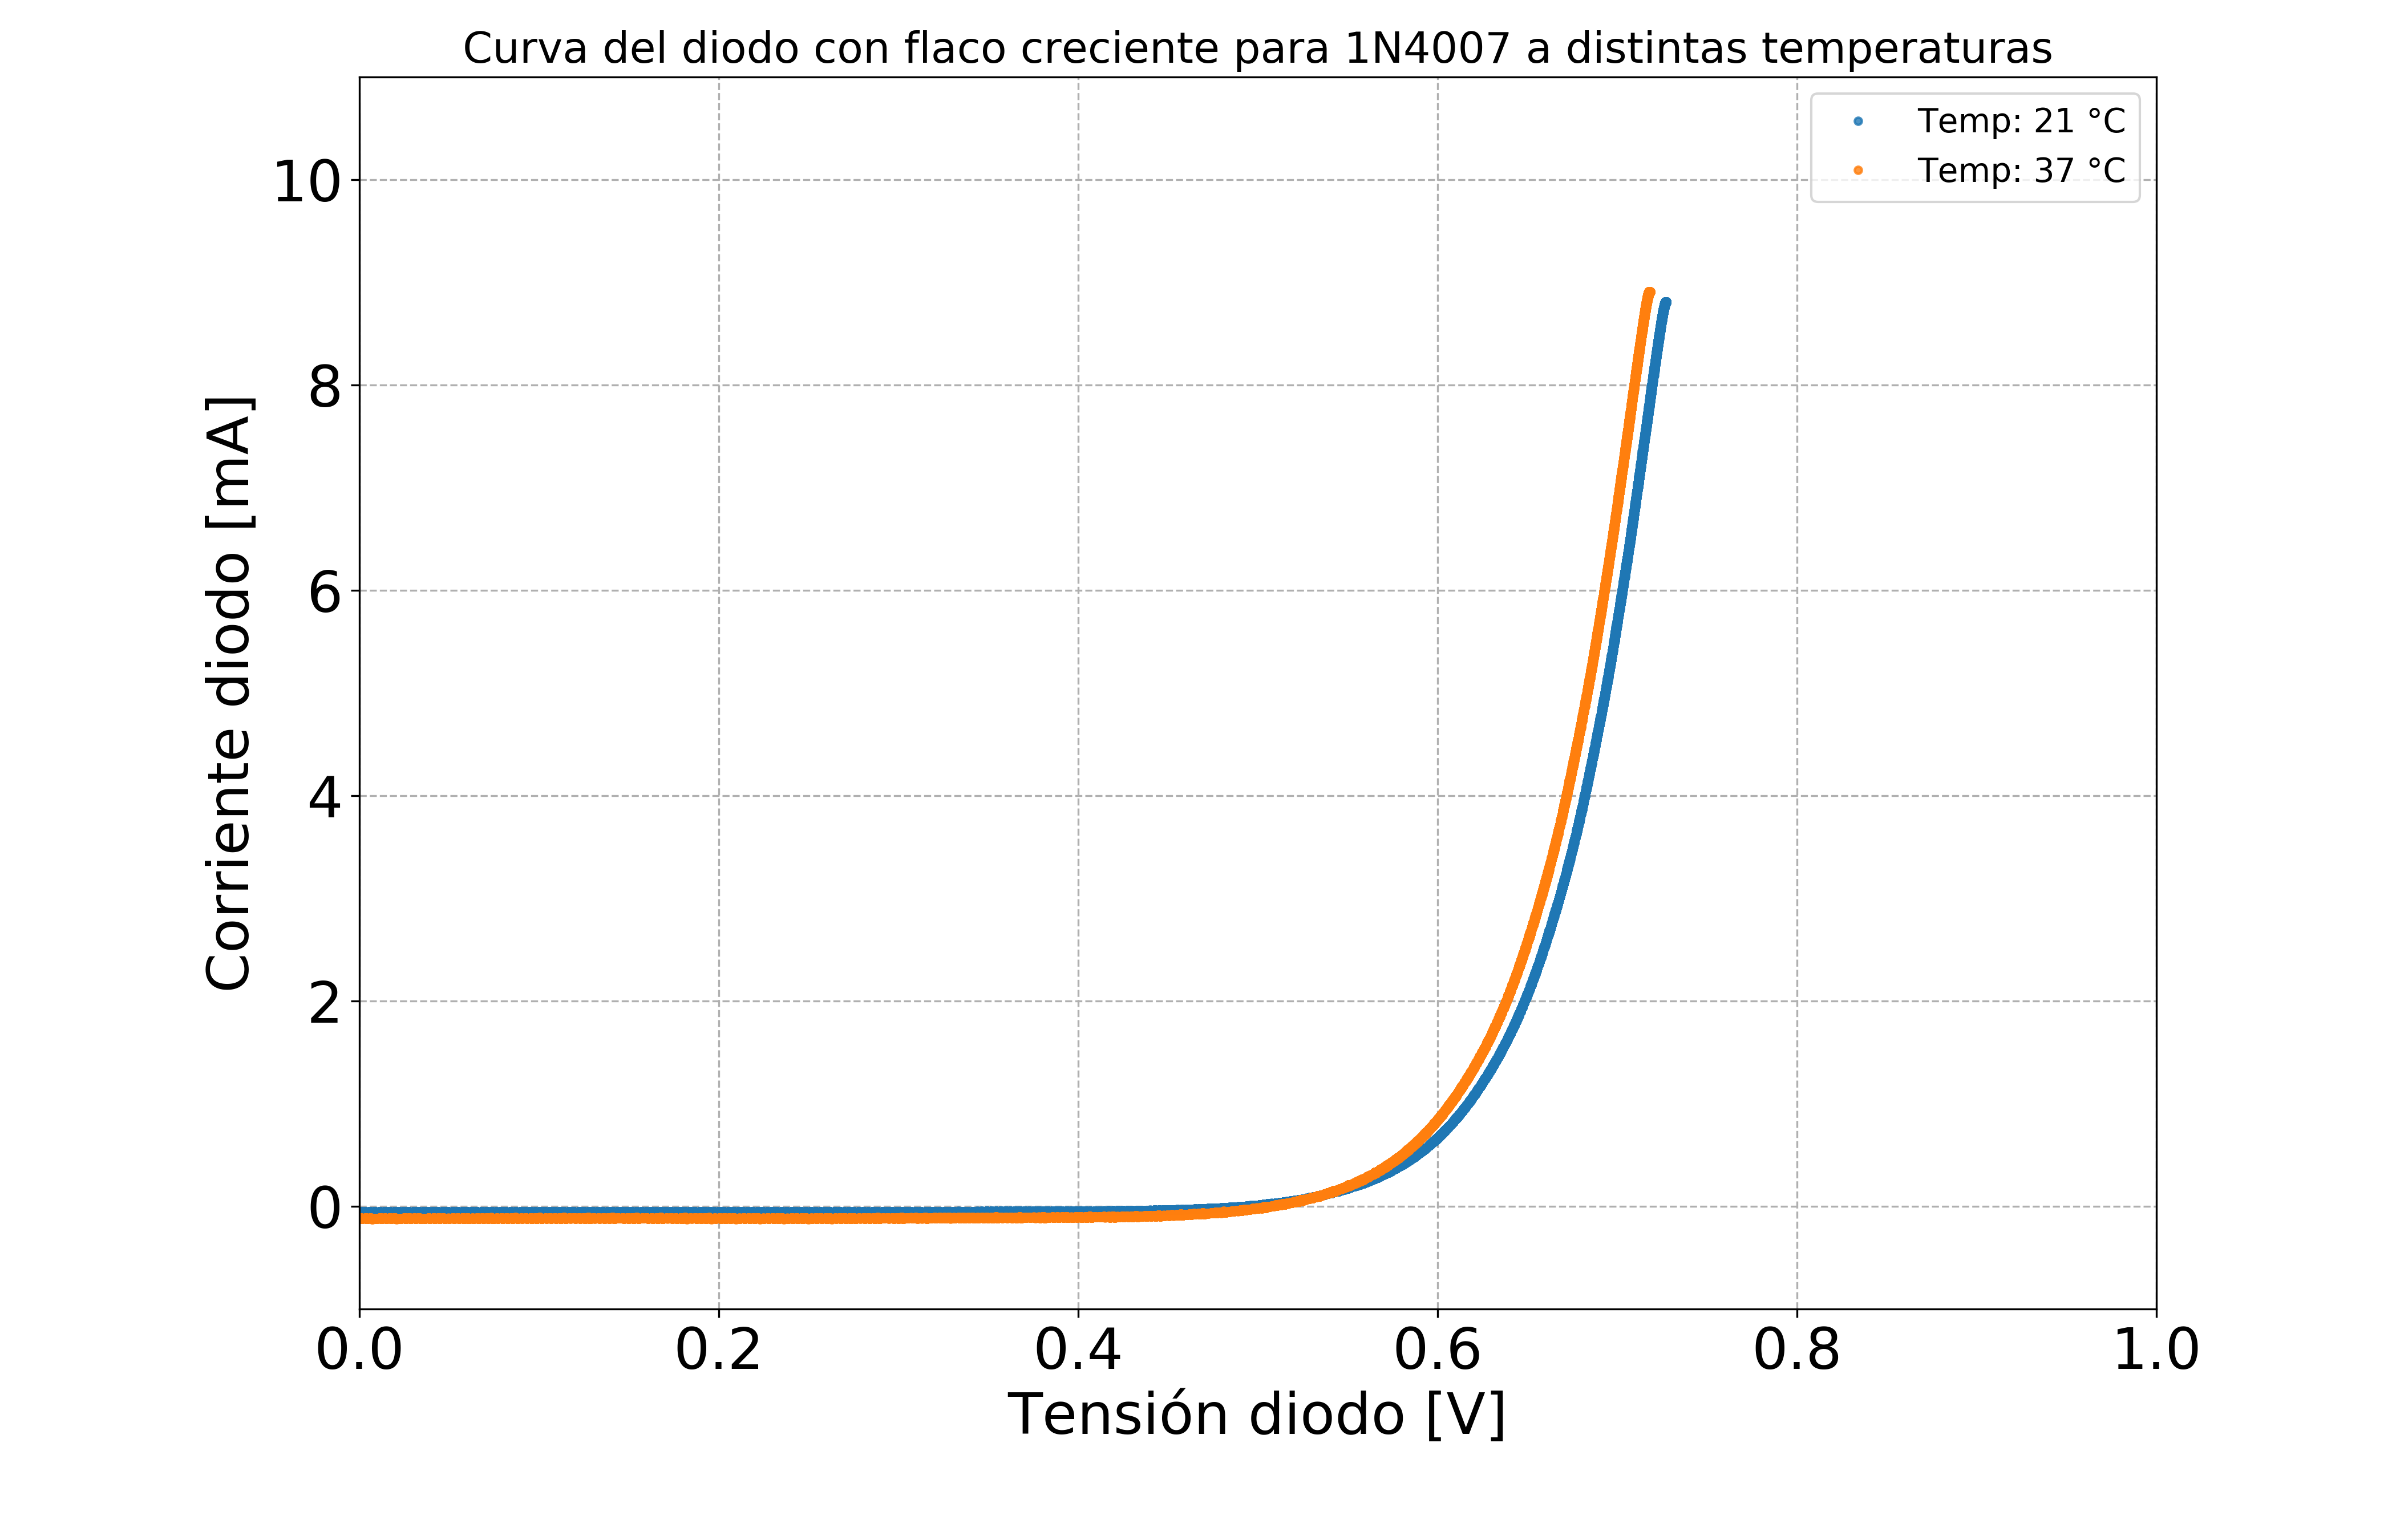 Curva del diodo con flaco creciente para 1N4007 a distintas temperaturas
Temp: 21 °C
Temp: 37 °C
10
8
6
4
2
0
Corriente diodo [mA]
0.0 0.2 0.4 0.6 0.8 1.0
Tensión diodo [V]